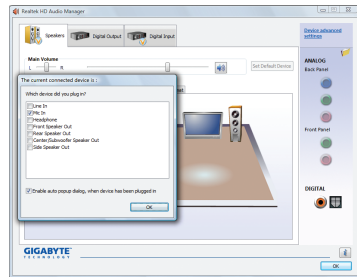 Realtek HD Audio Manager
Speakers
Digital Output
Digital Input
Device advanced settings
Main Volume
L
R
Set Default Device
ANALOG
Back Panel
The current connected device is :
Which device did you plug in?
Line In
Mic In
Headphone
Front Speaker Out
Rear Speaker Out
Center/Subwoofer Speaker Out
Side Speaker Out
Enable auto popup dialog, when device has been plugged in
OK
Front Panel
DIGITAL
GIGABYTE
TECHNOLOGY
OK